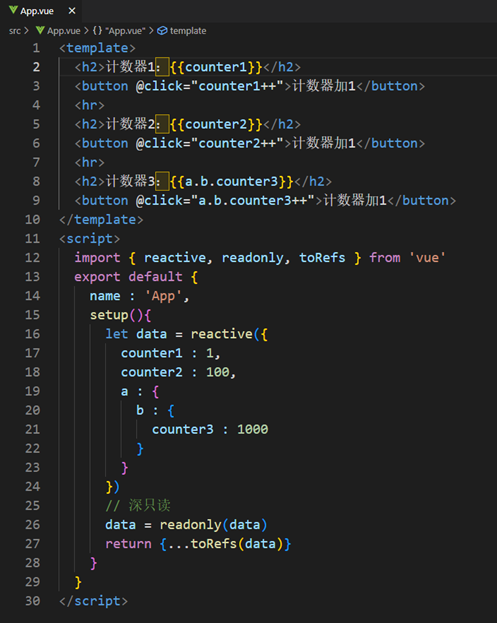 App.vue ×
src > App.vue > {} "App.vue" > template
1 <template>
2 <h2>计数器1：{{counter1}}</h2>
3 <button @click="counter1++">计数器加1</button>
4 <hr>
5 <h2>计数器2：{{counter2}}</h2>
6 <button @click="counter2++">计数器加1</button>
7 <hr>
8 <h2>计数器3：{{a.b.counter3}}</h2>
9 <button @click="a.b.counter3++">计数器加1</button>
10 </template>
11 <script>
12 import { reactive, readonly, toRefs } from 'vue'
13 export default {
14 name : 'App',
15 setup(){
16 let data = reactive({
17 counter1 : 1,
18 counter2 : 100,
19 a : {
20 b : {
21 counter3 : 1000
22 }
23 }
24 })
25 // 深只读
26 data = readonly(data)
27 return {...toRefs(data)}
28 }
29 }
30 </script>